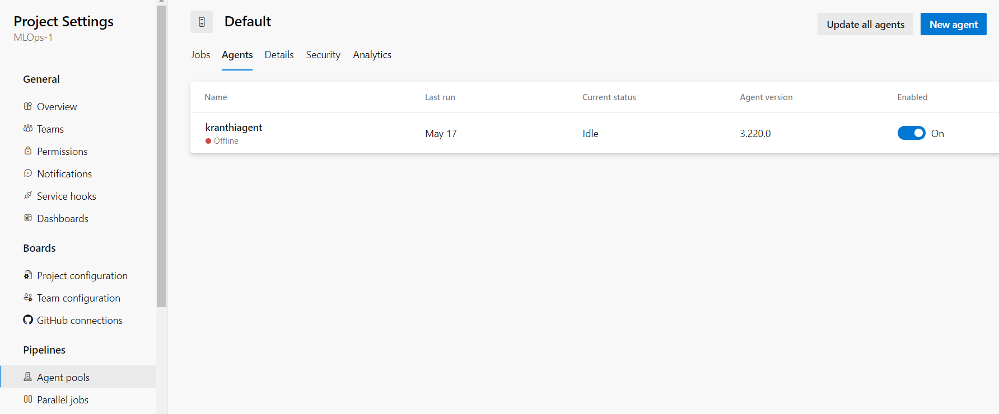 Project Settings
MLOps-1
General
Overview
Teams
Permissions
Notifications
Service hooks
Dashboards
Boards
Project configuration
Team configuration
GitHub connections
Pipelines
Agent pools
Parallel jobs
Default
Update all agents
New agent
Jobs Agents Details Security Analytics
Name Last run Current status Agent version Enabled
kranthiagent
Offline
May 17 Idle 3.220.0 On